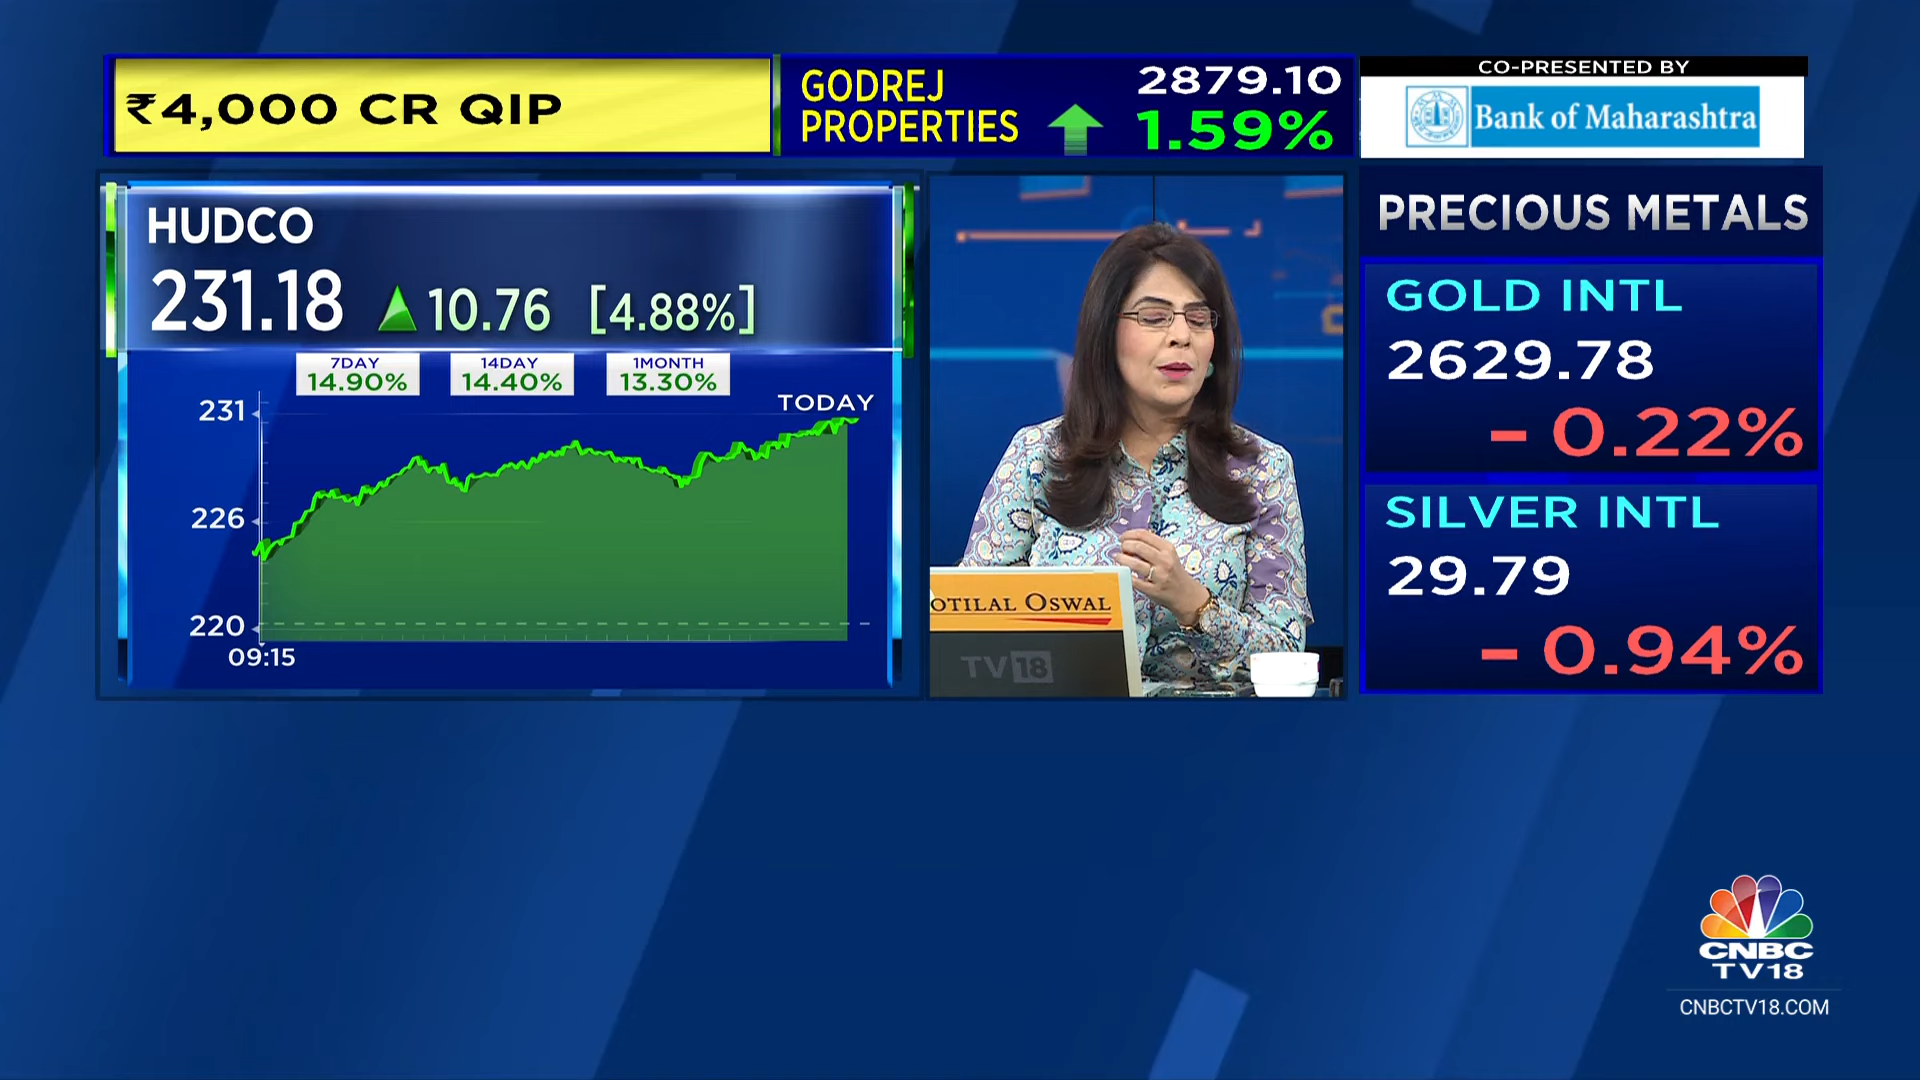 ₹4,000 CR QIP
GODREJ
PROPERTIES
2879.10
1.59%
CO-PRESENTED BY
Bank of Maharashtra
HUDCO
231.18 10.76 [4.88%]
7DAY
14.90%
14DAY
14.40%
1MONTH
13.30%
TODAY
231
226
220
09:15
OTILAL OSWAL
TV18
PRECIOUS METALS
GOLD INTL
2629.78
- 0.22%
SILVER INTL
29.79
- 0.94%
CNBC
TV18
CNBCTV18.COM